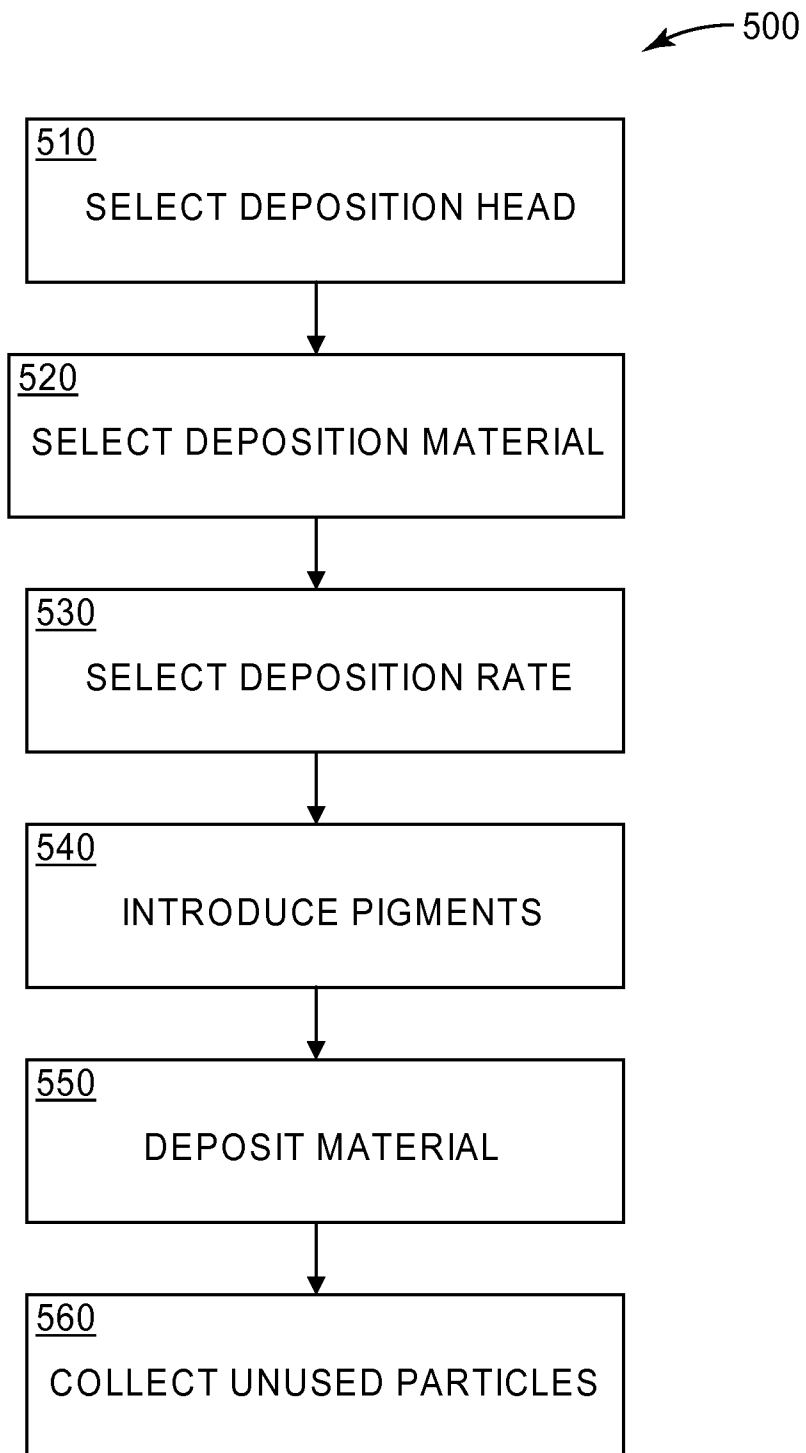 500
510
SELECT DEPOSITION HEAD
520
SELECT DEPOSITION MATERIAL
530
SELECT DEPOSITION RATE
540
INTRODUCE PIGMENTS
550
DEPOSIT MATERIAL
560
COLLECT UNUSED PARTICLES